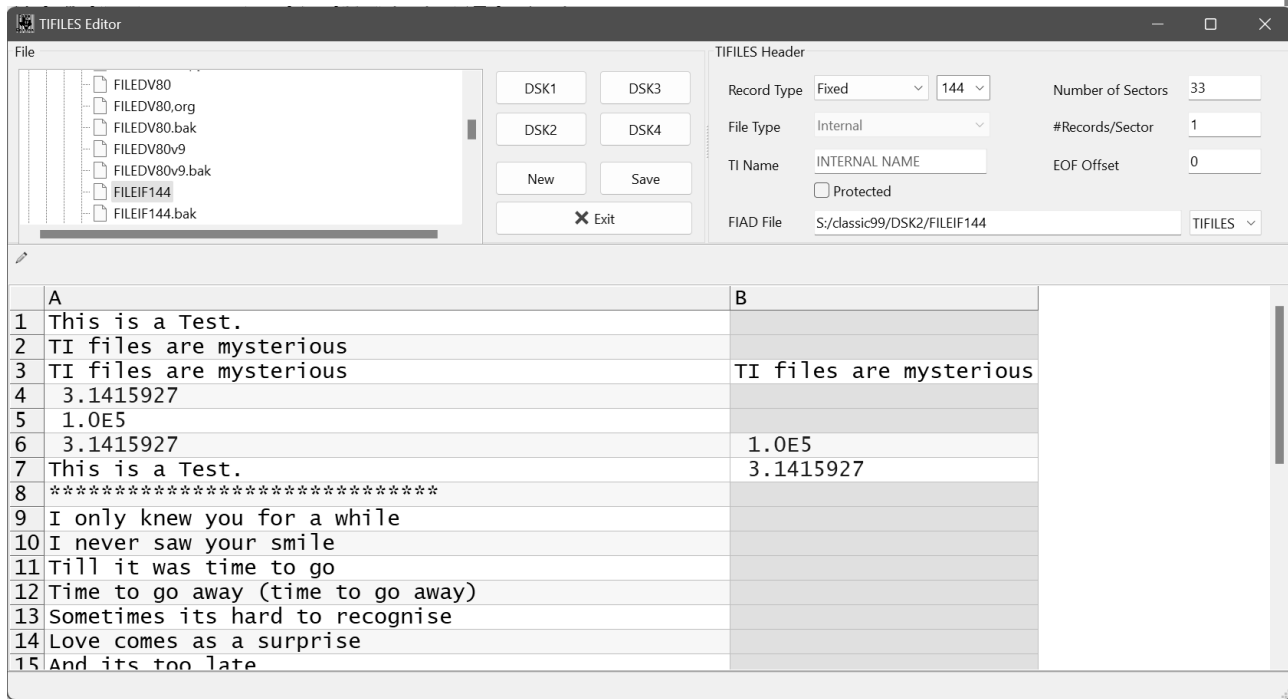 TIFILES Editor
File
FILEDV80
FILEDV80,org
FILEDV80.bak
FILEDV80v9
FILEDV80v9.bak
FILEIF144
FILEIF144.bak
DSK1 DSK3
DSK2 DSK4
New Save
Exit
TIFILES Header
Record Type Fixed 144 Number of Sectors 33
File Type Internal #Records/Sector 1
TI Name INTERNAL NAME EOF Offset 0
Protected
FIAD File S:/classic99/DSK2/FILEIF144 TIFILES
A B
1 This is a Test.
2 TI files are mysterious
3 TI files are mysterious TI files are mysterious
4 3.1415927
5 1.0E5
6 3.1415927 1.0E5
7 This is a Test. 3.1415927
8 ******************************
9 I only knew you for a while
10 I never saw your smile
11 Till it was time to go
12 Time to go away (time to go away)
13 Sometimes its hard to recognise
14 Love comes as a surprise
15 And its too late